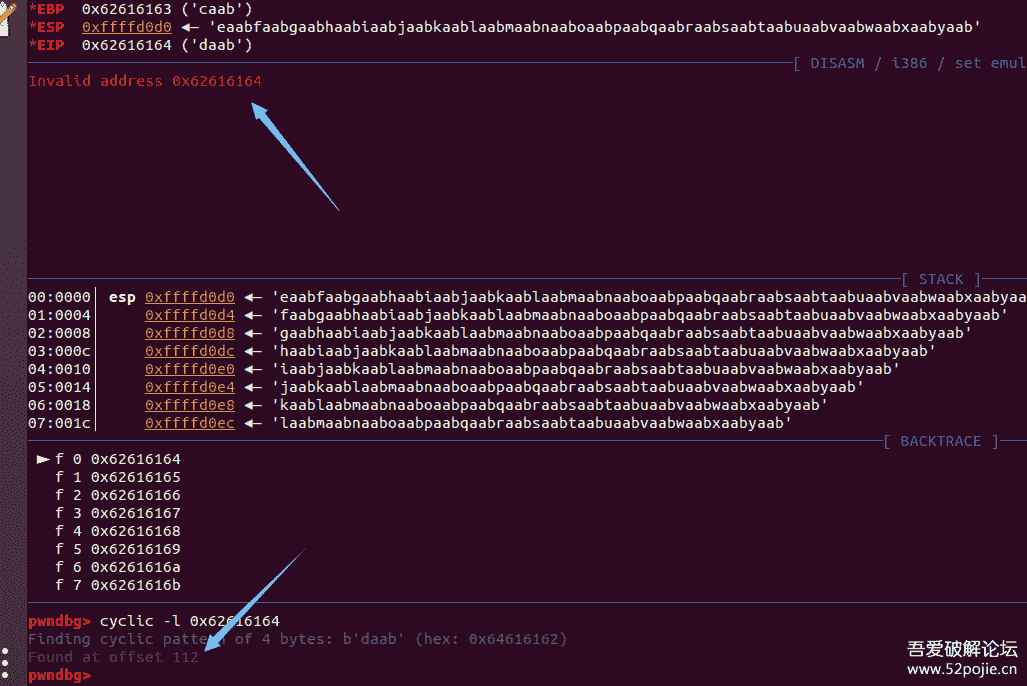 *EBP  0x62616163 ('caab')
*ESP  0xffffd0d0 ◂— 'eaabfaabgaabhaabiaabjaabkaablaabmaabnaaboaabpaabqaabraabsaabtaabuaabvaabwaabxaabyaab'
*EIP  0x62616164 ('daab')
[ DISASM / i386 / set emul
Invalid address 0x62616164
[ STACK ]
00:0000│ esp 0xffffd0d0 ◂— 'eaabfaabgaabhaabiaabjaabkaablaabmaabnaaboaabpaabqaabraabsaabtaabuaabvaabwaabxaabyaa
01:0004│     0xffffd0d4 ◂— 'faabgaabhaabiaabjaabkaablaabmaabnaaboaabpaabqaabraabsaabtaabuaabvaabwaabxaabyaab'
02:0008│     0xffffd0d8 ◂— 'gaabhaabiaabjaabkaablaabmaabnaaboaabpaabqaabraabsaabtaabuaabvaabwaabxaabyaab'
03:000c│     0xffffd0dc ◂— 'haabiaabjaabkaablaabmaabnaaboaabpaabqaabraabsaabtaabuaabvaabwaabxaabyaab'
04:0010│     0xffffd0e0 ◂— 'iaabjaabkaablaabmaabnaaboaabpaabqaabraabsaabtaabuaabvaabwaabxaabyaab'
05:0014│     0xffffd0e4 ◂— 'jaabkaablaabmaabnaaboaabpaabqaabraabsaabtaabuaabvaabwaabxaabyaab'
06:0018│     0xffffd0e8 ◂— 'kaablaabmaabnaaboaabpaabqaabraabsaabtaabuaabvaabwaabxaabyaab'
07:001c│     0xffffd0ec ◂— 'laabmaabnaaboaabpaabqaabraabsaabtaabuaabvaabwaabxaabyaab'
[ BACKTRACE ]
► f 0 0x62616164
f 1 0x62616165
f 2 0x62616166
f 3 0x62616167
f 4 0x62616168
f 5 0x62616169
f 6 0x6261616a
f 7 0x6261616b
pwndbg> cyclic -l 0x62616164
Finding cyclic pattern of 4 bytes: b'daab' (hex: 0x64616162)
Found at offset 112
pwndbg>
吾爱破解论坛
www.52pojie.cn